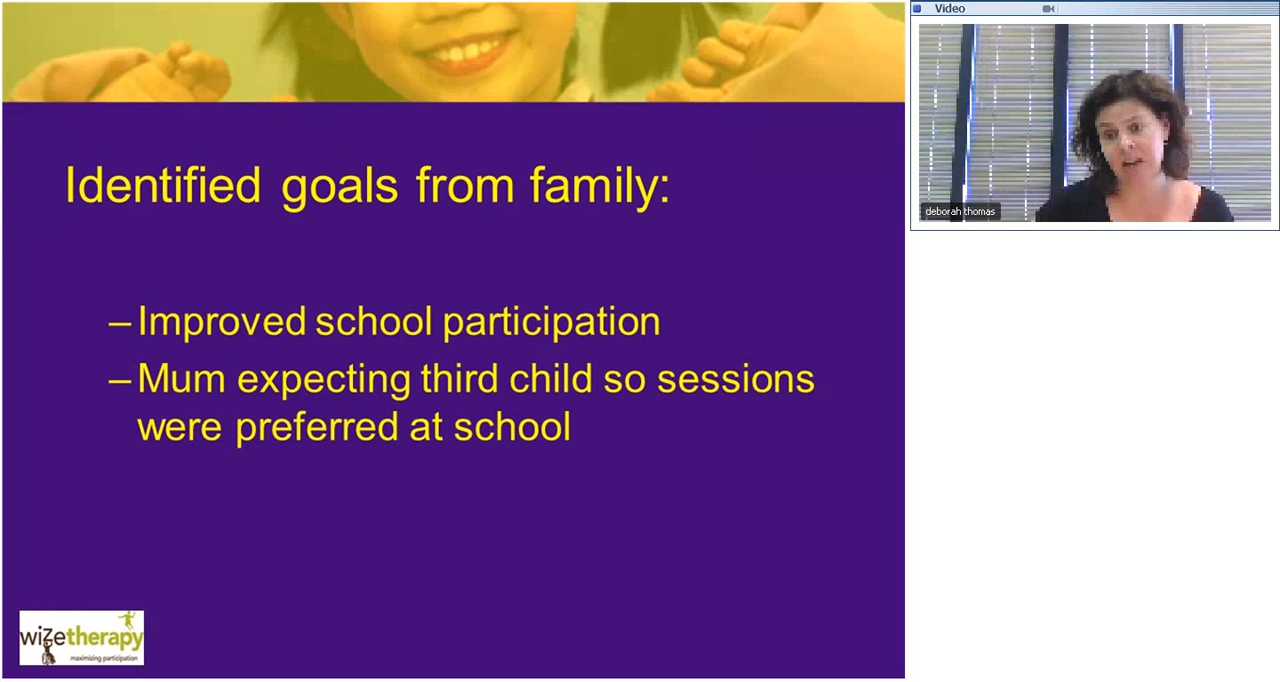 Video
Identified goals from family:
deborah thomas
– Improved school participation
– Mum expecting third child so sessions
were preferred at school
wizetherapy
maximizing participation